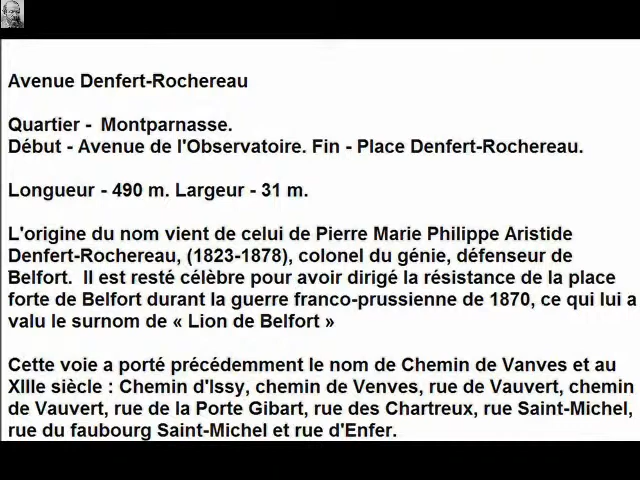 Avenue Denfert-Rochereau
Quartier -  Montparnasse.
Début - Avenue de l'Observatoire. Fin - Place Denfert-Rochereau.
Longueur - 490 m. Largeur - 31 m.
L'origine du nom vient de celui de Pierre Marie Philippe Aristide
Denfert-Rochereau, (1823-1878), colonel du génie, défenseur de
Belfort.  Il est resté célèbre pour avoir dirigé la résistance de la place
forte de Belfort durant la guerre franco-prussienne de 1870, ce qui lui a
valu le surnom de « Lion de Belfort »
Cette voie a porté précédemment le nom de Chemin de Vanves et au
XIIIe siècle : Chemin d'Issy, chemin de Venves, rue de Vauvert, chemin
de Vauvert, rue de la Porte Gibart, rue des Chartreux, rue Saint-Michel,
rue du faubourg Saint-Michel et rue d'Enfer.